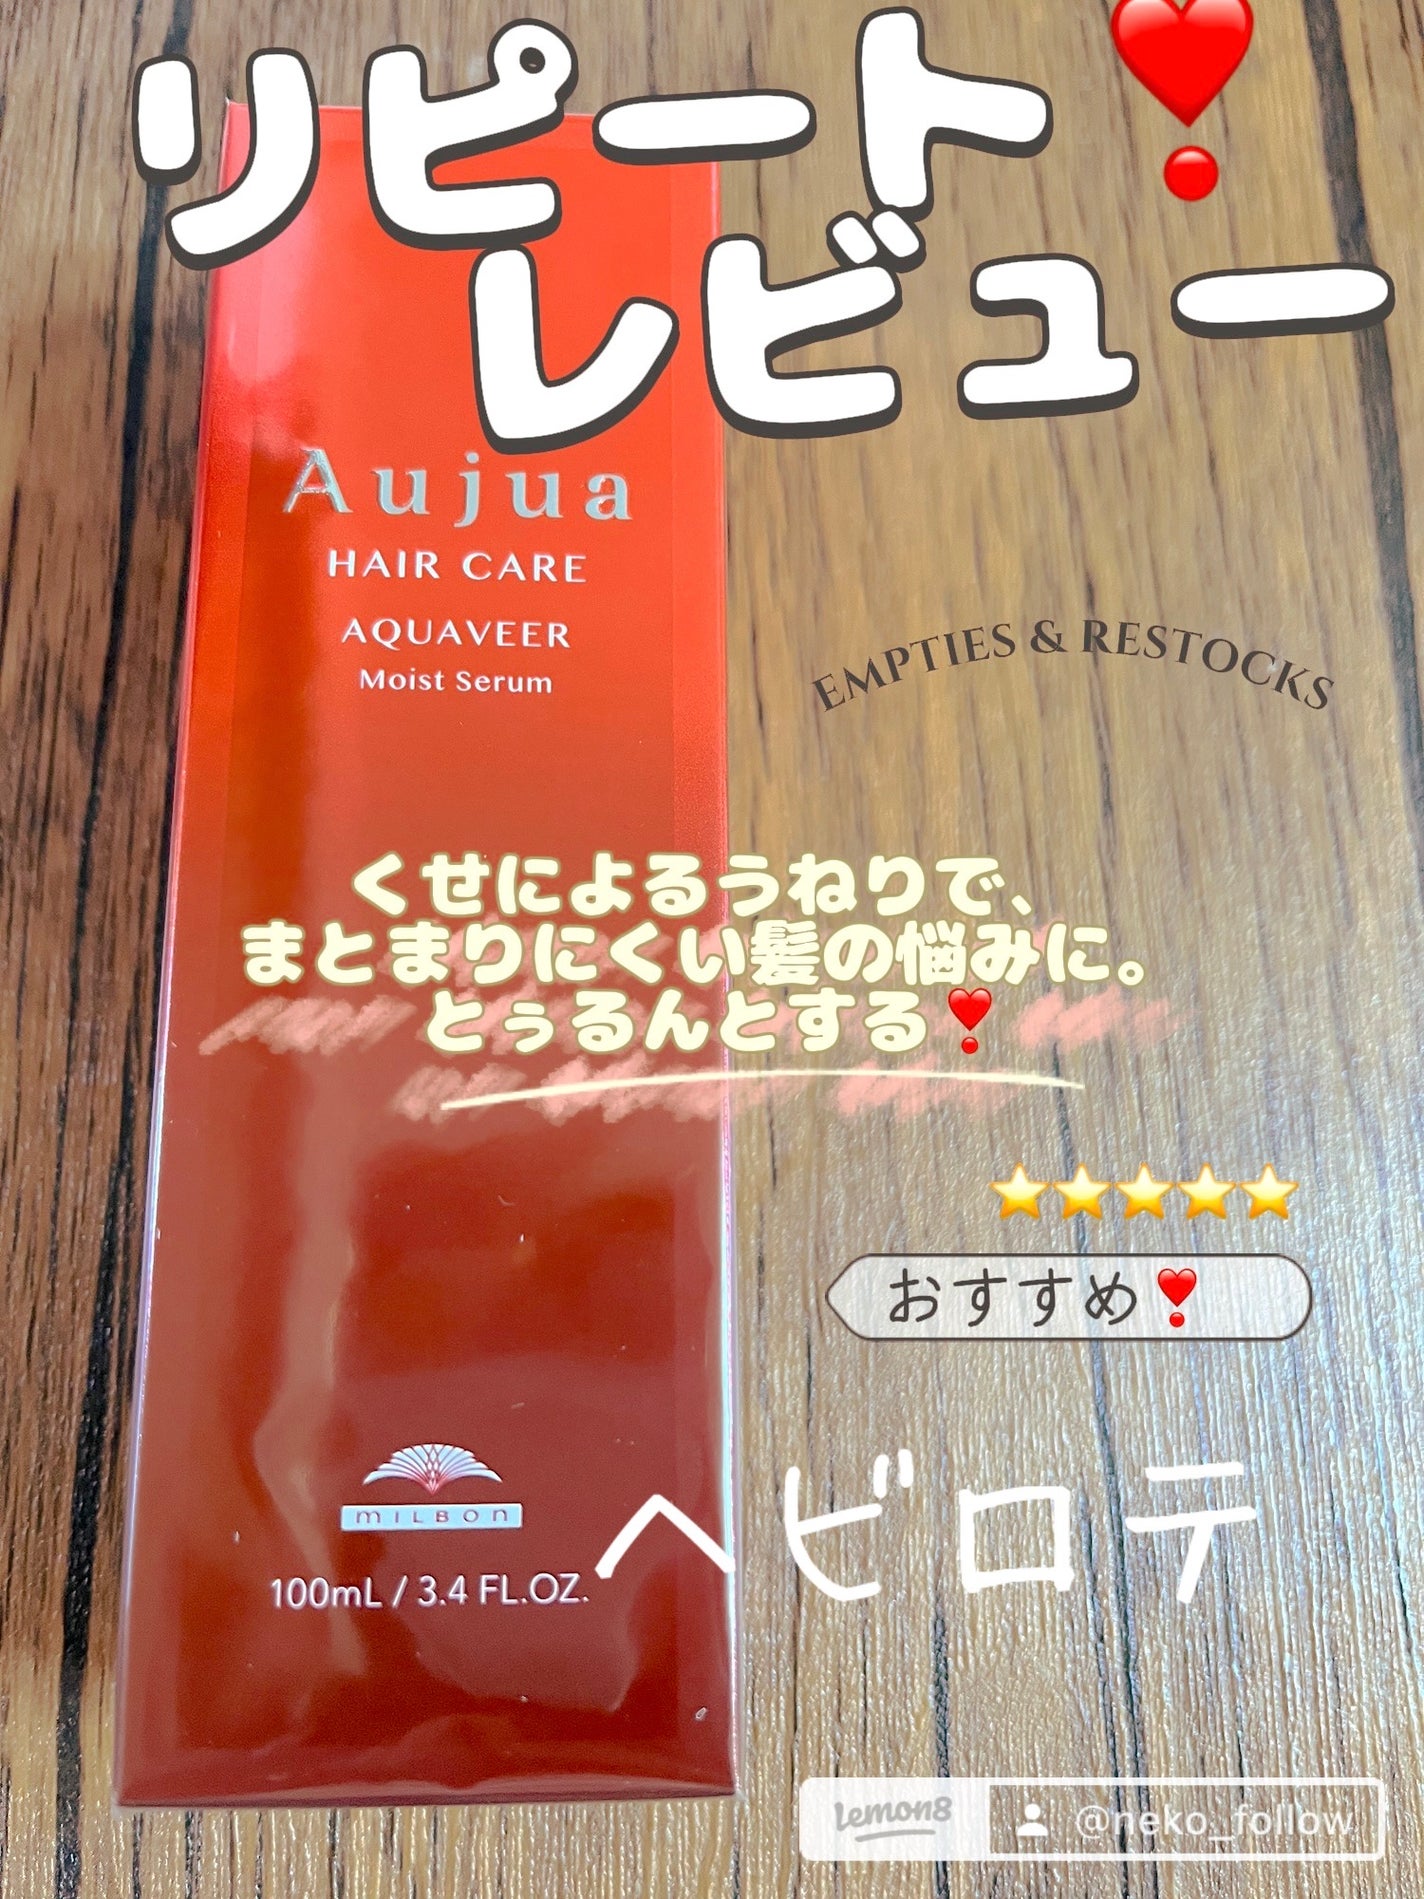 リピート❣️
レビュー
Aujua
HAIR CARE
AQUAVEER
Moist Serum
EMPTIES & RESTOCKS
くせによるうねりで、
まとまりにくい髪の悩みに。
とぅるんとする❣️
⭐⭐⭐⭐⭐
おすすめ❣️
ヘビロテ
milbon
100mL / 3.4 FL.OZ.
Lemon8
@neko_follow